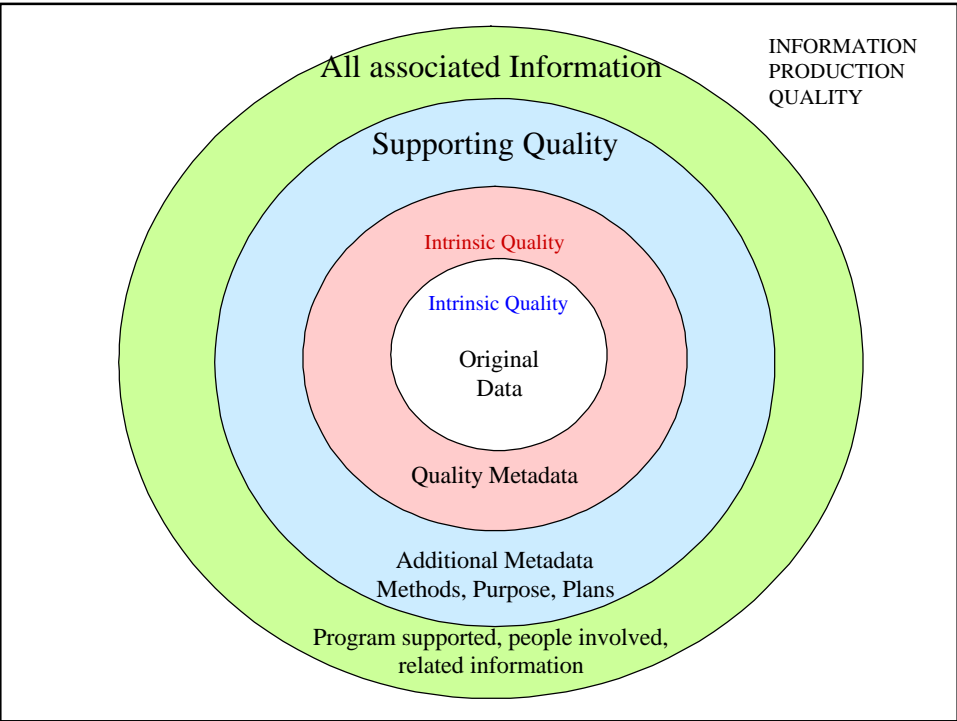 INFORMATION
PRODUCTION
QUALITY
All associated Information
Supporting Quality
Intrinsic Quality
Intrinsic Quality
Original
Data
Quality Metadata
Additional Metadata
Methods, Purpose, Plans
Program supported, people involved,
related information